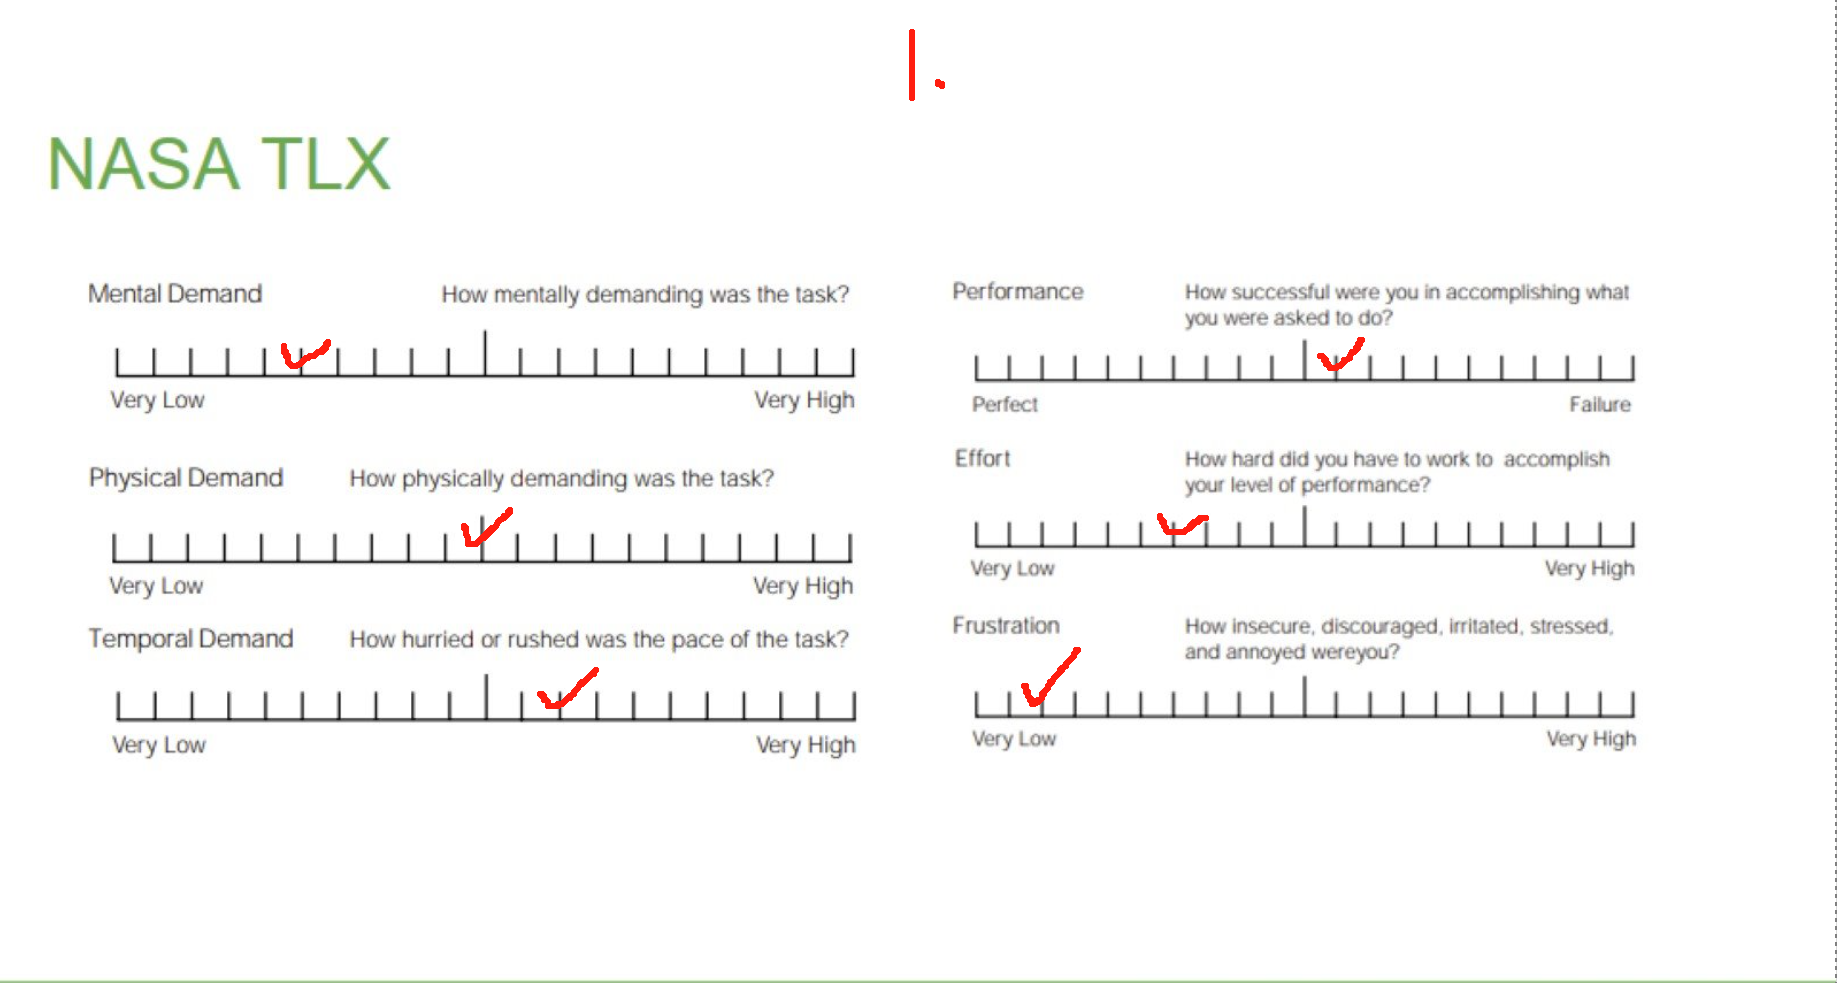 1.
NASA TLX
Mental Demand How mentally demanding was the task?
Very Low Very High
Physical Demand How physically demanding was the task?
Very Low Very High
Temporal Demand How hurried or rushed was the pace of the task?
Very Low Very High
Performance How successful were you in accomplishing what
you were asked to do?
Perfect Failure
Effort How hard did you have to work to accomplish
your level of performance?
Very Low Very High
Frustration How insecure, discouraged, irritated, stressed,
and annoyed wereyou?
Very Low Very High